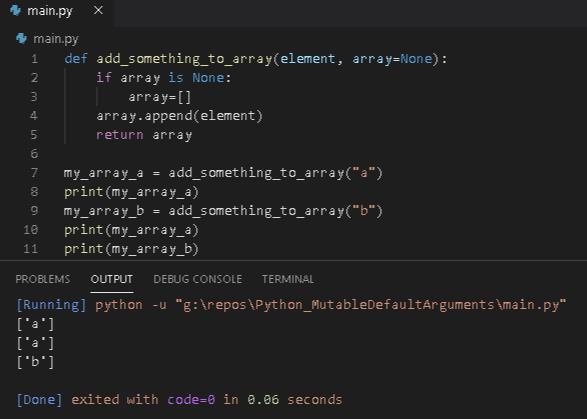 main.py ×
main.py
1 def add_something_to_array(element, array=None):
2     if array is None:
3         array=[]
4     array.append(element)
5     return array
6
7 my_array_a = add_something_to_array("a")
8 print(my_array_a)
9 my_array_b = add_something_to_array("b")
10 print(my_array_a)
11 print(my_array_b)
PROBLEMS OUTPUT DEBUG CONSOLE TERMINAL
[Running] python -u "g:\repos\Python_MutableDefaultArguments\main.py"
['a']
['a']
['b']
[Done] exited with code=0 in 0.06 seconds